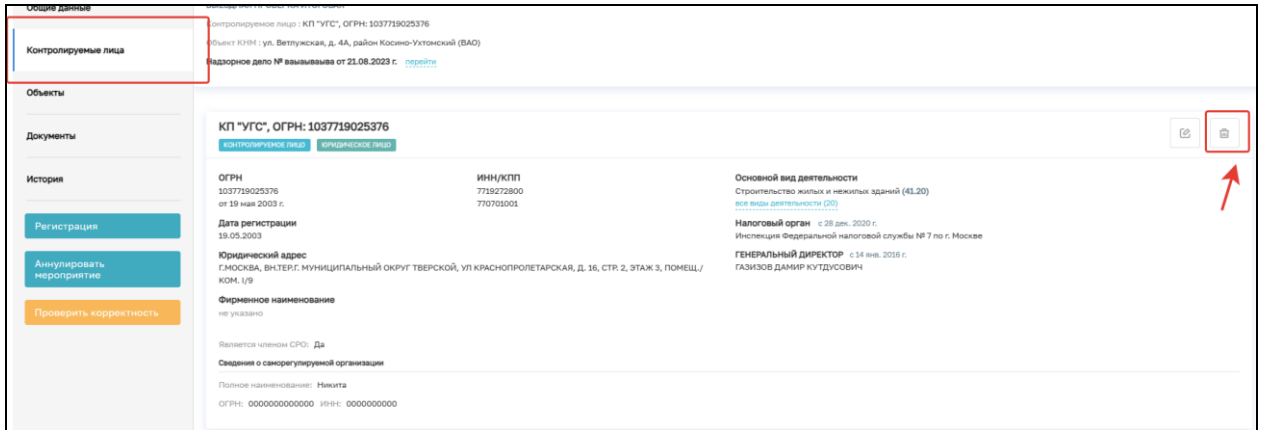 Общие данные
ВЫЕЗДНАЯ ПРОВЕРКА ИТОГОВАЯ
Контролируемое лицо : КП "УГС", ОГРН: 1037719025376
Контролируемые лица
Объект КНМ : ул. Ветлужская, д. 4А, район Косино-Ухтомский (ВАО)
Надзорное дело № ваыаываыва от 21.08.2023 г. перейти
Объекты
Документы
История
Регистрация
Аннулировать
мероприятие
Проверить корректность
КП "УГС", ОГРН: 1037719025376
КОНТРОЛИРУЕМОЕ ЛИЦО ЮРИДИЧЕСКОЕ ЛИЦО
ОГРН
1037719025376
от 19 мая 2003 г.
ИНН/КПП
7719272800
770701001
Основной вид деятельности
Строительство жилых и нежилых зданий (41.20)
все виды деятельности (20)
Дата регистрации
19.05.2003
Налоговый орган с 28 дек. 2020 г.
Инспекция Федеральной налоговой службы № 7 по г. Москве
Юридический адрес
Г.МОСКВА, ВН.ТЕР.Г. МУНИЦИПАЛЬНЫЙ ОКРУГ ТВЕРСКОЙ, УЛ КРАСНОПРОЛЕТАРСКАЯ, Д. 16, СТР. 2, ЭТАЖ 3, ПОМЕЩ./
КОМ. I/9
ГЕНЕРАЛЬНЫЙ ДИРЕКТОР с 14 янв. 2016 г.
ГАЗИЗОВ ДАМИР КУТДУСОВИЧ
Фирменное наименование
не указано
Является членом СРО: Да
Сведения о саморегулируемой организации
Полное наименование: Никита
ОГРН: 0000000000000 ИНН: 0000000000